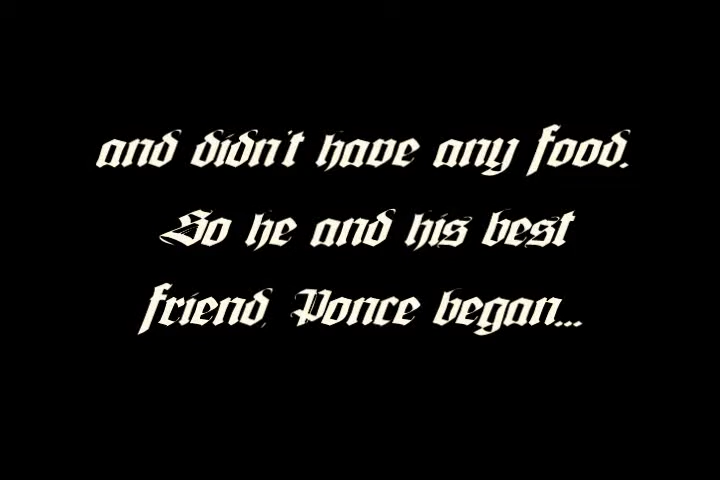 and didn't have any food.
So he and his best
friend, Ponce began...